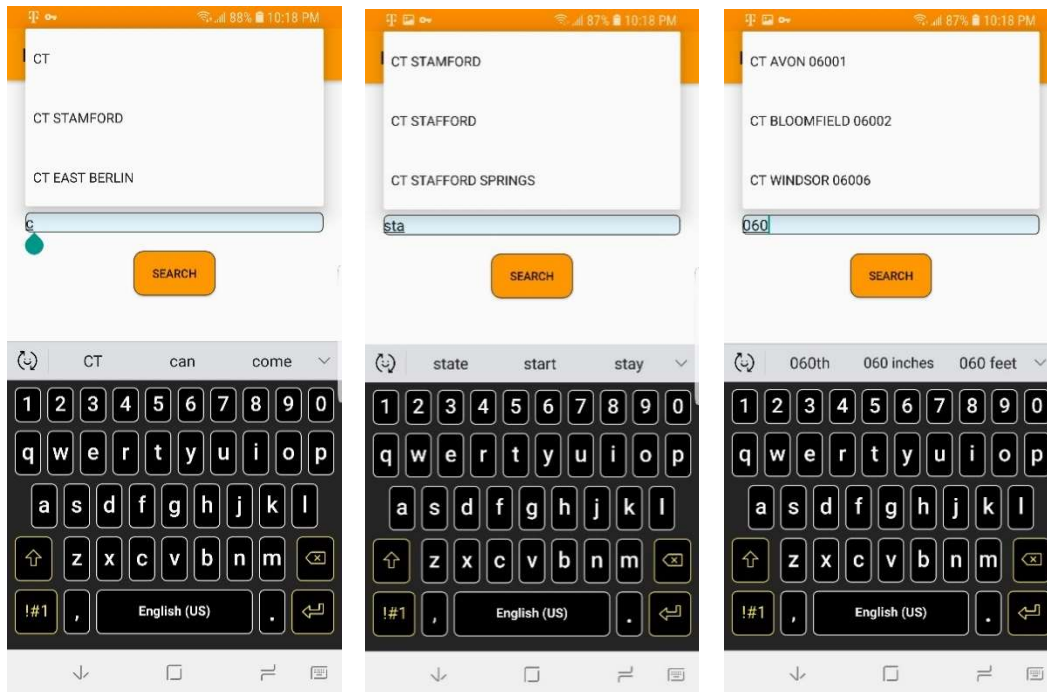 88% 10:18 PM
CT
CT STAMFORD
CT EAST BERLIN
c
SEARCH
CT can come
1 2 3 4 5 6 7 8 9 0
q w e r t y u i o p
a s d f g h j k l
z x c v b n m
!#1 , English (US) .
87% 10:18 PM
CT STAMFORD
CT STAFFORD
CT STAFFORD SPRINGS
sta
SEARCH
state start stay
1 2 3 4 5 6 7 8 9 0
q w e r t y u i o p
a s d f g h j k l
z x c v b n m
!#1 , English (US) .
87% 10:18 PM
CT AVON 06001
CT BLOOMFIELD 06002
CT WINDSOR 06006
060
SEARCH
060th 060 inches 060 feet
1 2 3 4 5 6 7 8 9 0
q w e r t y u i o p
a s d f g h j k l
z x c v b n m
!#1 , English (US) .